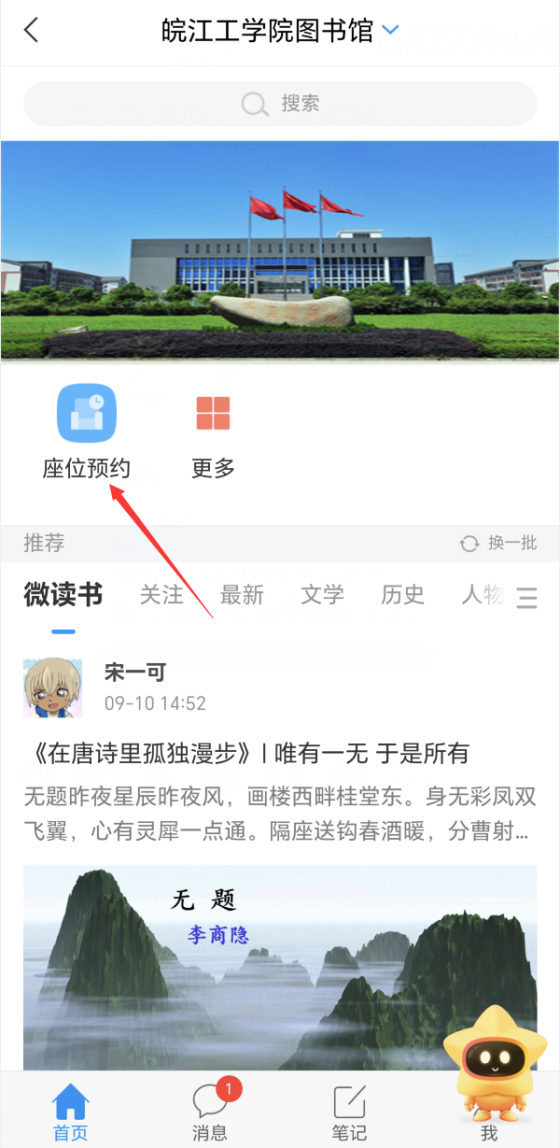 皖江工学院图书馆
搜索
座位预约
更多
推荐
换一批
微读书 关注 最新 文学 历史 人物
宋一可
09-10 14:52
《在唐诗里孤独漫步》| 唯有一无 于是所有
无题昨夜星辰昨夜风，画楼西畔桂堂东。身无彩凤双
飞翼，心有灵犀一点通。隔座送钩春酒暖，分曹射...
无 题
李商隐
1
首页 消息 笔记 我